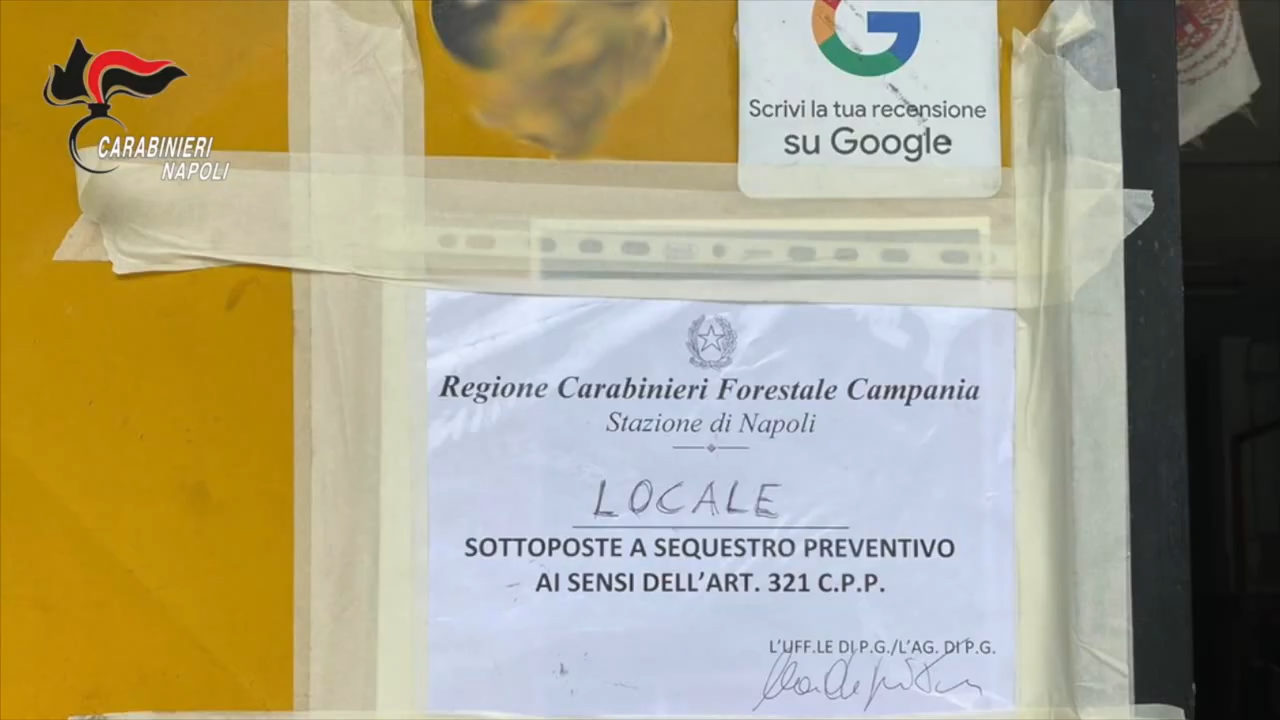 CARABINIERI
NAPOLI
Scrivi la tua recensione
su Google
Regione Carabinieri Forestale Campania
Stazione di Napoli
LOCALE
SOTTOPOSTE A SEQUESTRO PREVENTIVO
AI SENSI DELL'ART. 321 C.P.P.
L'UFF.LE DI P.G./L'AG. DI P.G.